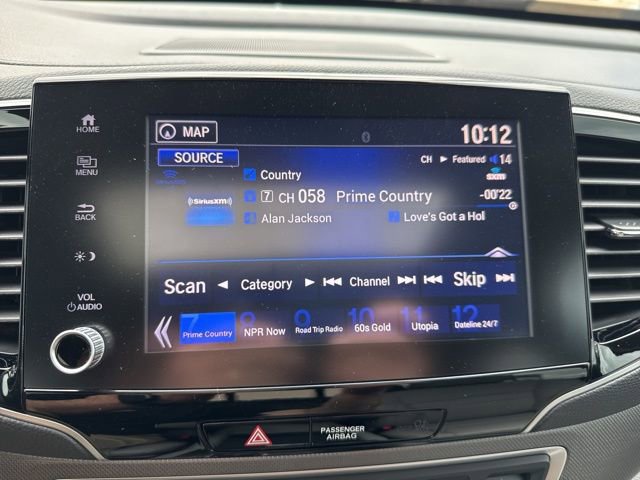 HOME
MENU
BACK
VOL
AUDIO
MAP
10:12
SOURCE
CH ► Featured 14
sxm
Country
SiriusXM
7 CH 058 Prime Country
-00'22
Alan Jackson
Love's Got a Hol
Scan ◄ Category ► Channel Skip
7 Prime Country
NPR Now
9 Road Trip Radio
10 60s Gold
11 Utopia
12 Dateline 24/7
PASSENGER
AIRBAG